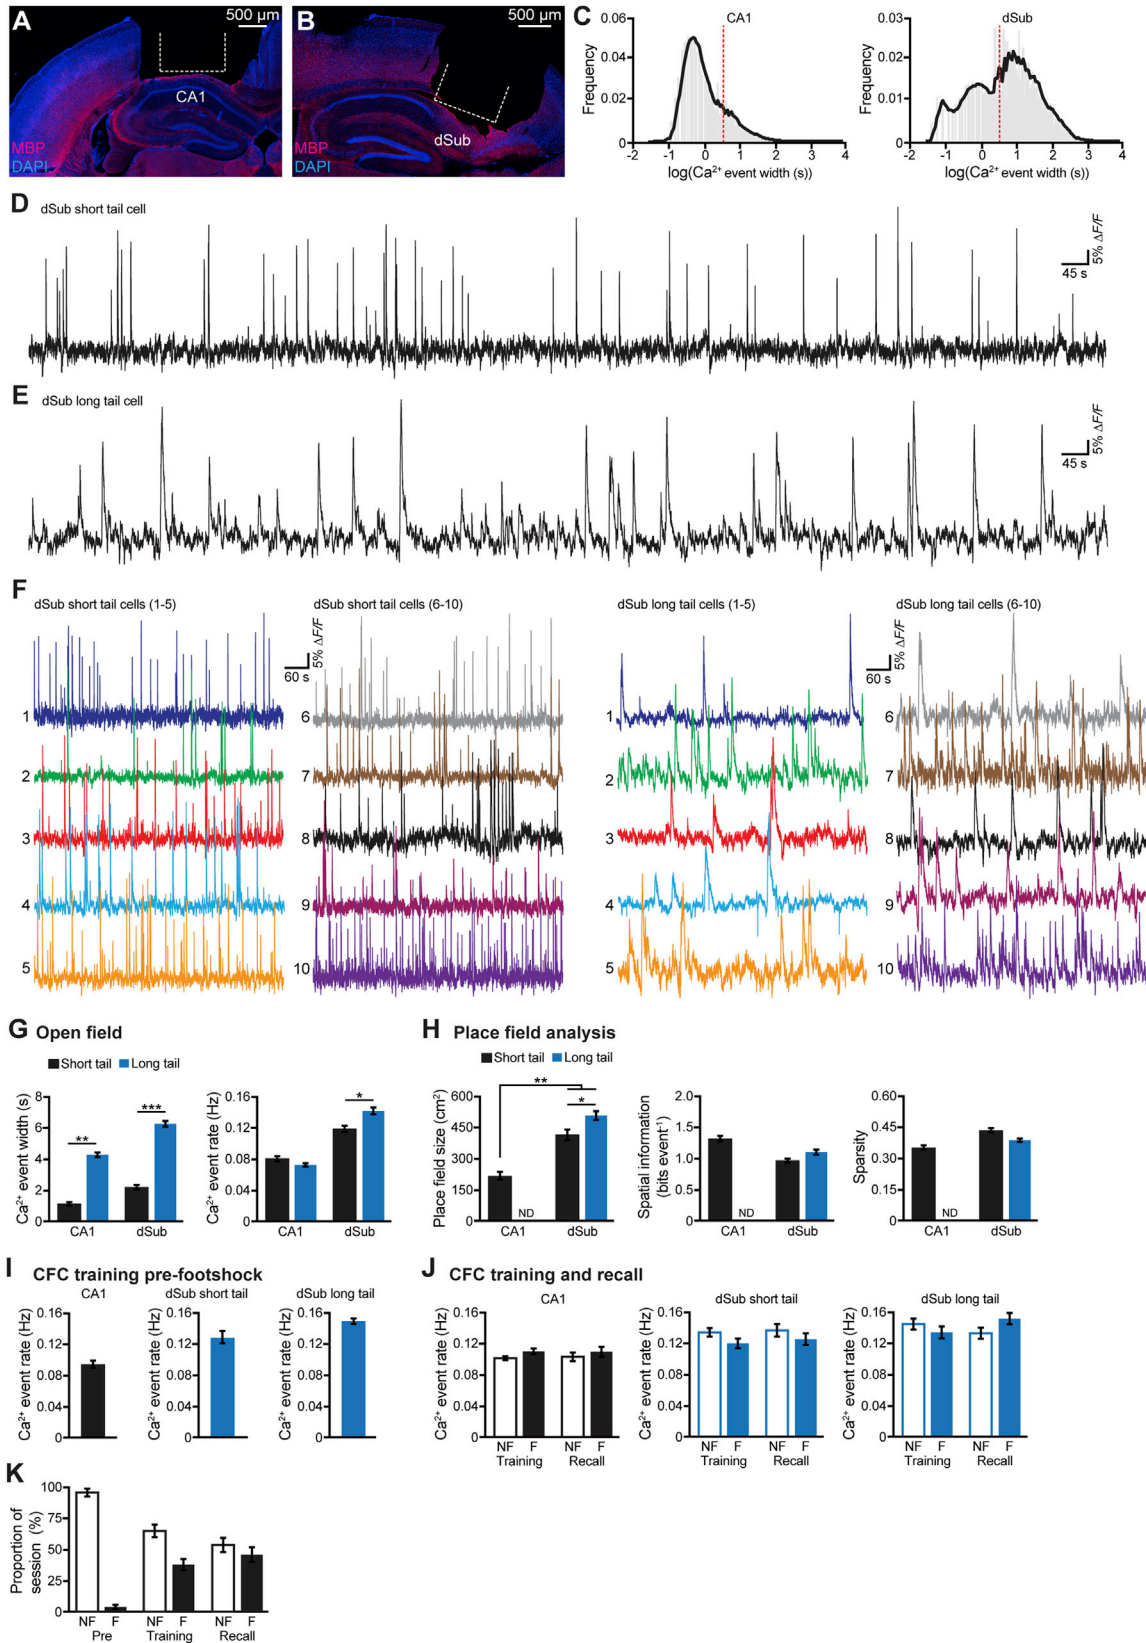 A
500 µm
CA1
MBP
DAPI
B
500 µm
dSub
MBP
DAPI
C
CA1
Frequency
0.06
0.04
0.02
0
-2 -1 0 1 2 3 4
log(Ca²⁺ event width (s))
dSub
Frequency
0.03
0.02
0.01
0
-2 -1 0 1 2 3 4
log(Ca²⁺ event width (s))
D
dSub short tail cell
5% ΔF/F
45 s
E
dSub long tail cell
5% ΔF/F
45 s
F
dSub short tail cells (1-5)
1
2
3
4
5
dSub short tail cells (6-10)
5% ΔF/F
60 s
6
7
8
9
10
dSub long tail cells (1-5)
1
2
3
4
5
dSub long tail cells (6-10)
5% ΔF/F
60 s
6
7
8
9
10
G Open field
Short tail Long tail
Ca²⁺ event width (s)
8
6
4
2
0
**
***
CA1 dSub
Ca²⁺ event rate (Hz)
0.16
0.12
0.08
0.04
0
*
CA1 dSub
H Place field analysis
Short tail Long tail
Place field size (cm²)
600
450
300
150
0
**
*
ND
CA1 dSub
Spatial information
(bits event⁻¹)
2.0
1.5
1.0
0.5
0
ND
CA1 dSub
Sparsity
0.60
0.45
0.30
0.15
0
ND
CA1 dSub
I CFC training pre-footshock
CA1
Ca²⁺ event rate (Hz)
0.16
0.12
0.08
0.04
0
dSub short tail
Ca²⁺ event rate (Hz)
0.16
0.12
0.08
0.04
0
dSub long tail
Ca²⁺ event rate (Hz)
0.16
0.12
0.08
0.04
0
J CFC training and recall
CA1
Ca²⁺ event rate (Hz)
0.16
0.12
0.08
0.04
0
NF F NF F
Training Recall
dSub short tail
Ca²⁺ event rate (Hz)
0.16
0.12
0.08
0.04
0
NF F NF F
Training Recall
dSub long tail
Ca²⁺ event rate (Hz)
0.16
0.12
0.08
0.04
0
NF F NF F
Training Recall
K
Proportion of
session (%)
100
75
50
25
0
NF F NF F NF F
Pre Training Recall